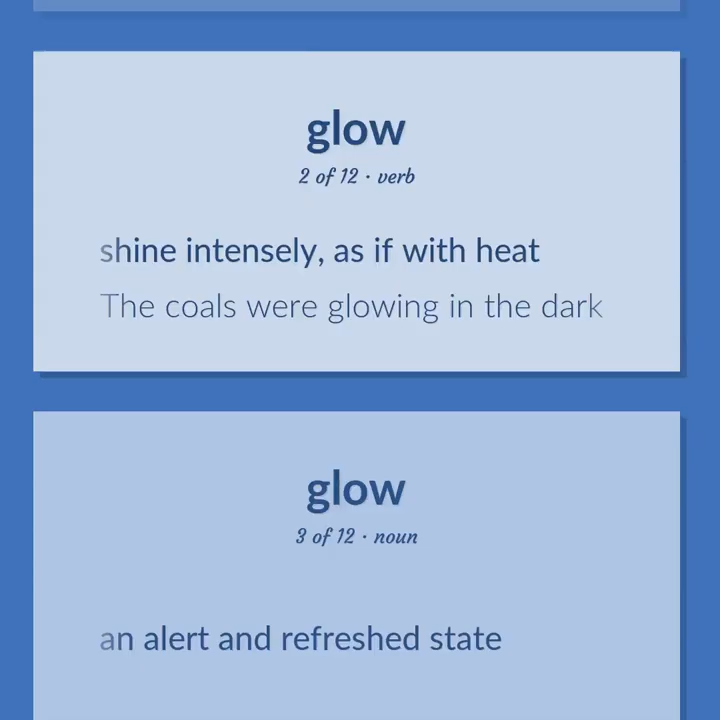 glow
2 of 12 · verb
shine intensely, as if with heat
The coals were glowing in the dark
glow
3 of 12 · noun
an alert and refreshed state